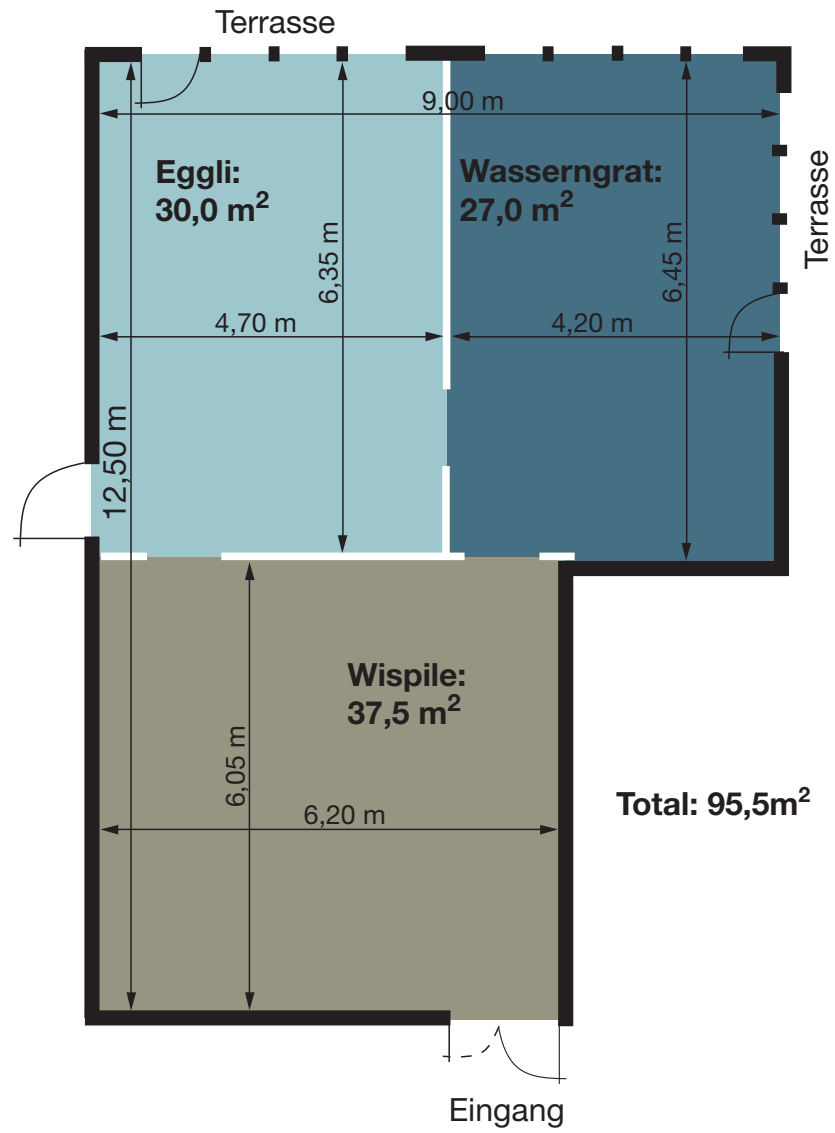 Terrasse
9,00 m
Eggli:
30,0 m²
Wasserngrat:
27,0 m²
Terrasse
6,35 m
6,45 m
4,70 m
4,20 m
12,50 m
Wispile:
37,5 m²
6,05 m
6,20 m
Total: 95,5m²
Eingang